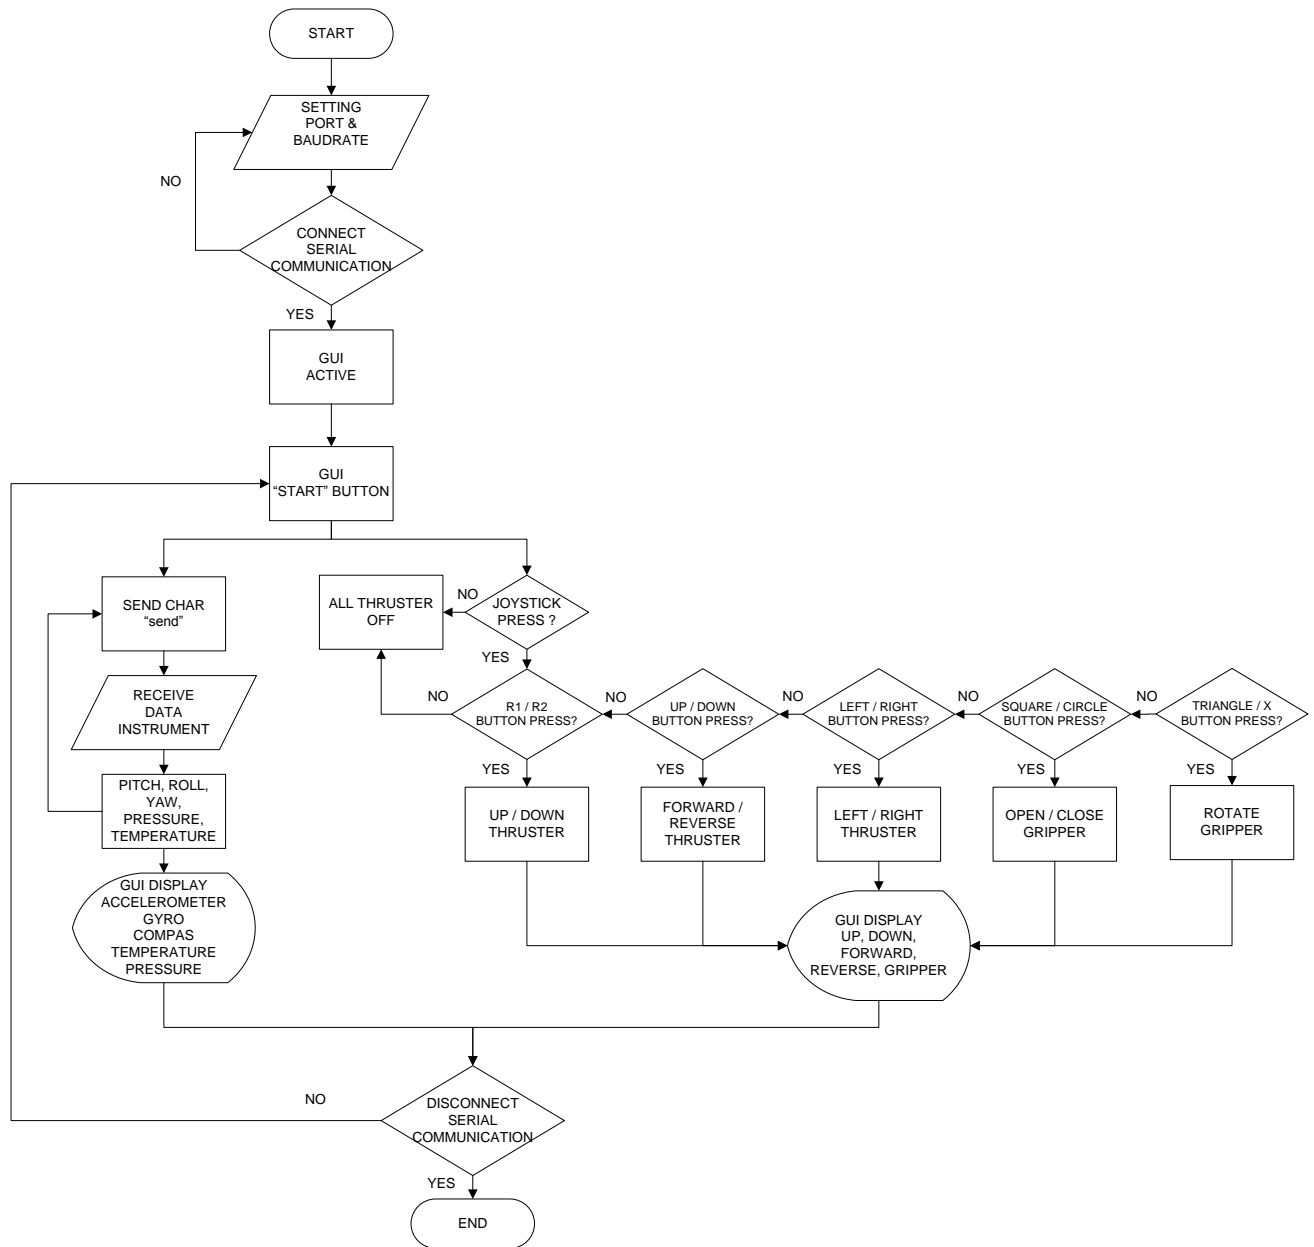 START
SETTING
PORT &
BAUDRATE
NO
CONNECT
SERIAL
COMMUNICATION
YES
GUI
ACTIVE
GUI
“START” BUTTON
SEND CHAR
“send”
ALL THRUSTER
OFF
NO
JOYSTICK
PRESS ?
YES
RECEIVE
DATA
INSTRUMENT
NO
R1 / R2
BUTTON PRESS?
NO
UP / DOWN
BUTTON PRESS?
NO
LEFT / RIGHT
BUTTON PRESS?
NO
SQUARE / CIRCLE
BUTTON PRESS?
NO
TRIANGLE / X
BUTTON PRESS?
YES
YES
YES
YES
YES
PITCH, ROLL,
YAW,
PRESSURE,
TEMPERATURE
UP / DOWN
THRUSTER
FORWARD /
REVERSE
THRUSTER
LEFT / RIGHT
THRUSTER
OPEN / CLOSE
GRIPPER
ROTATE
GRIPPER
GUI DISPLAY
ACCELEROMETER
GYRO
COMPAS
TEMPERATURE
PRESSURE
GUI DISPLAY
UP, DOWN,
FORWARD,
REVERSE, GRIPPER
NO
DISCONNECT
SERIAL
COMMUNICATION
YES
END